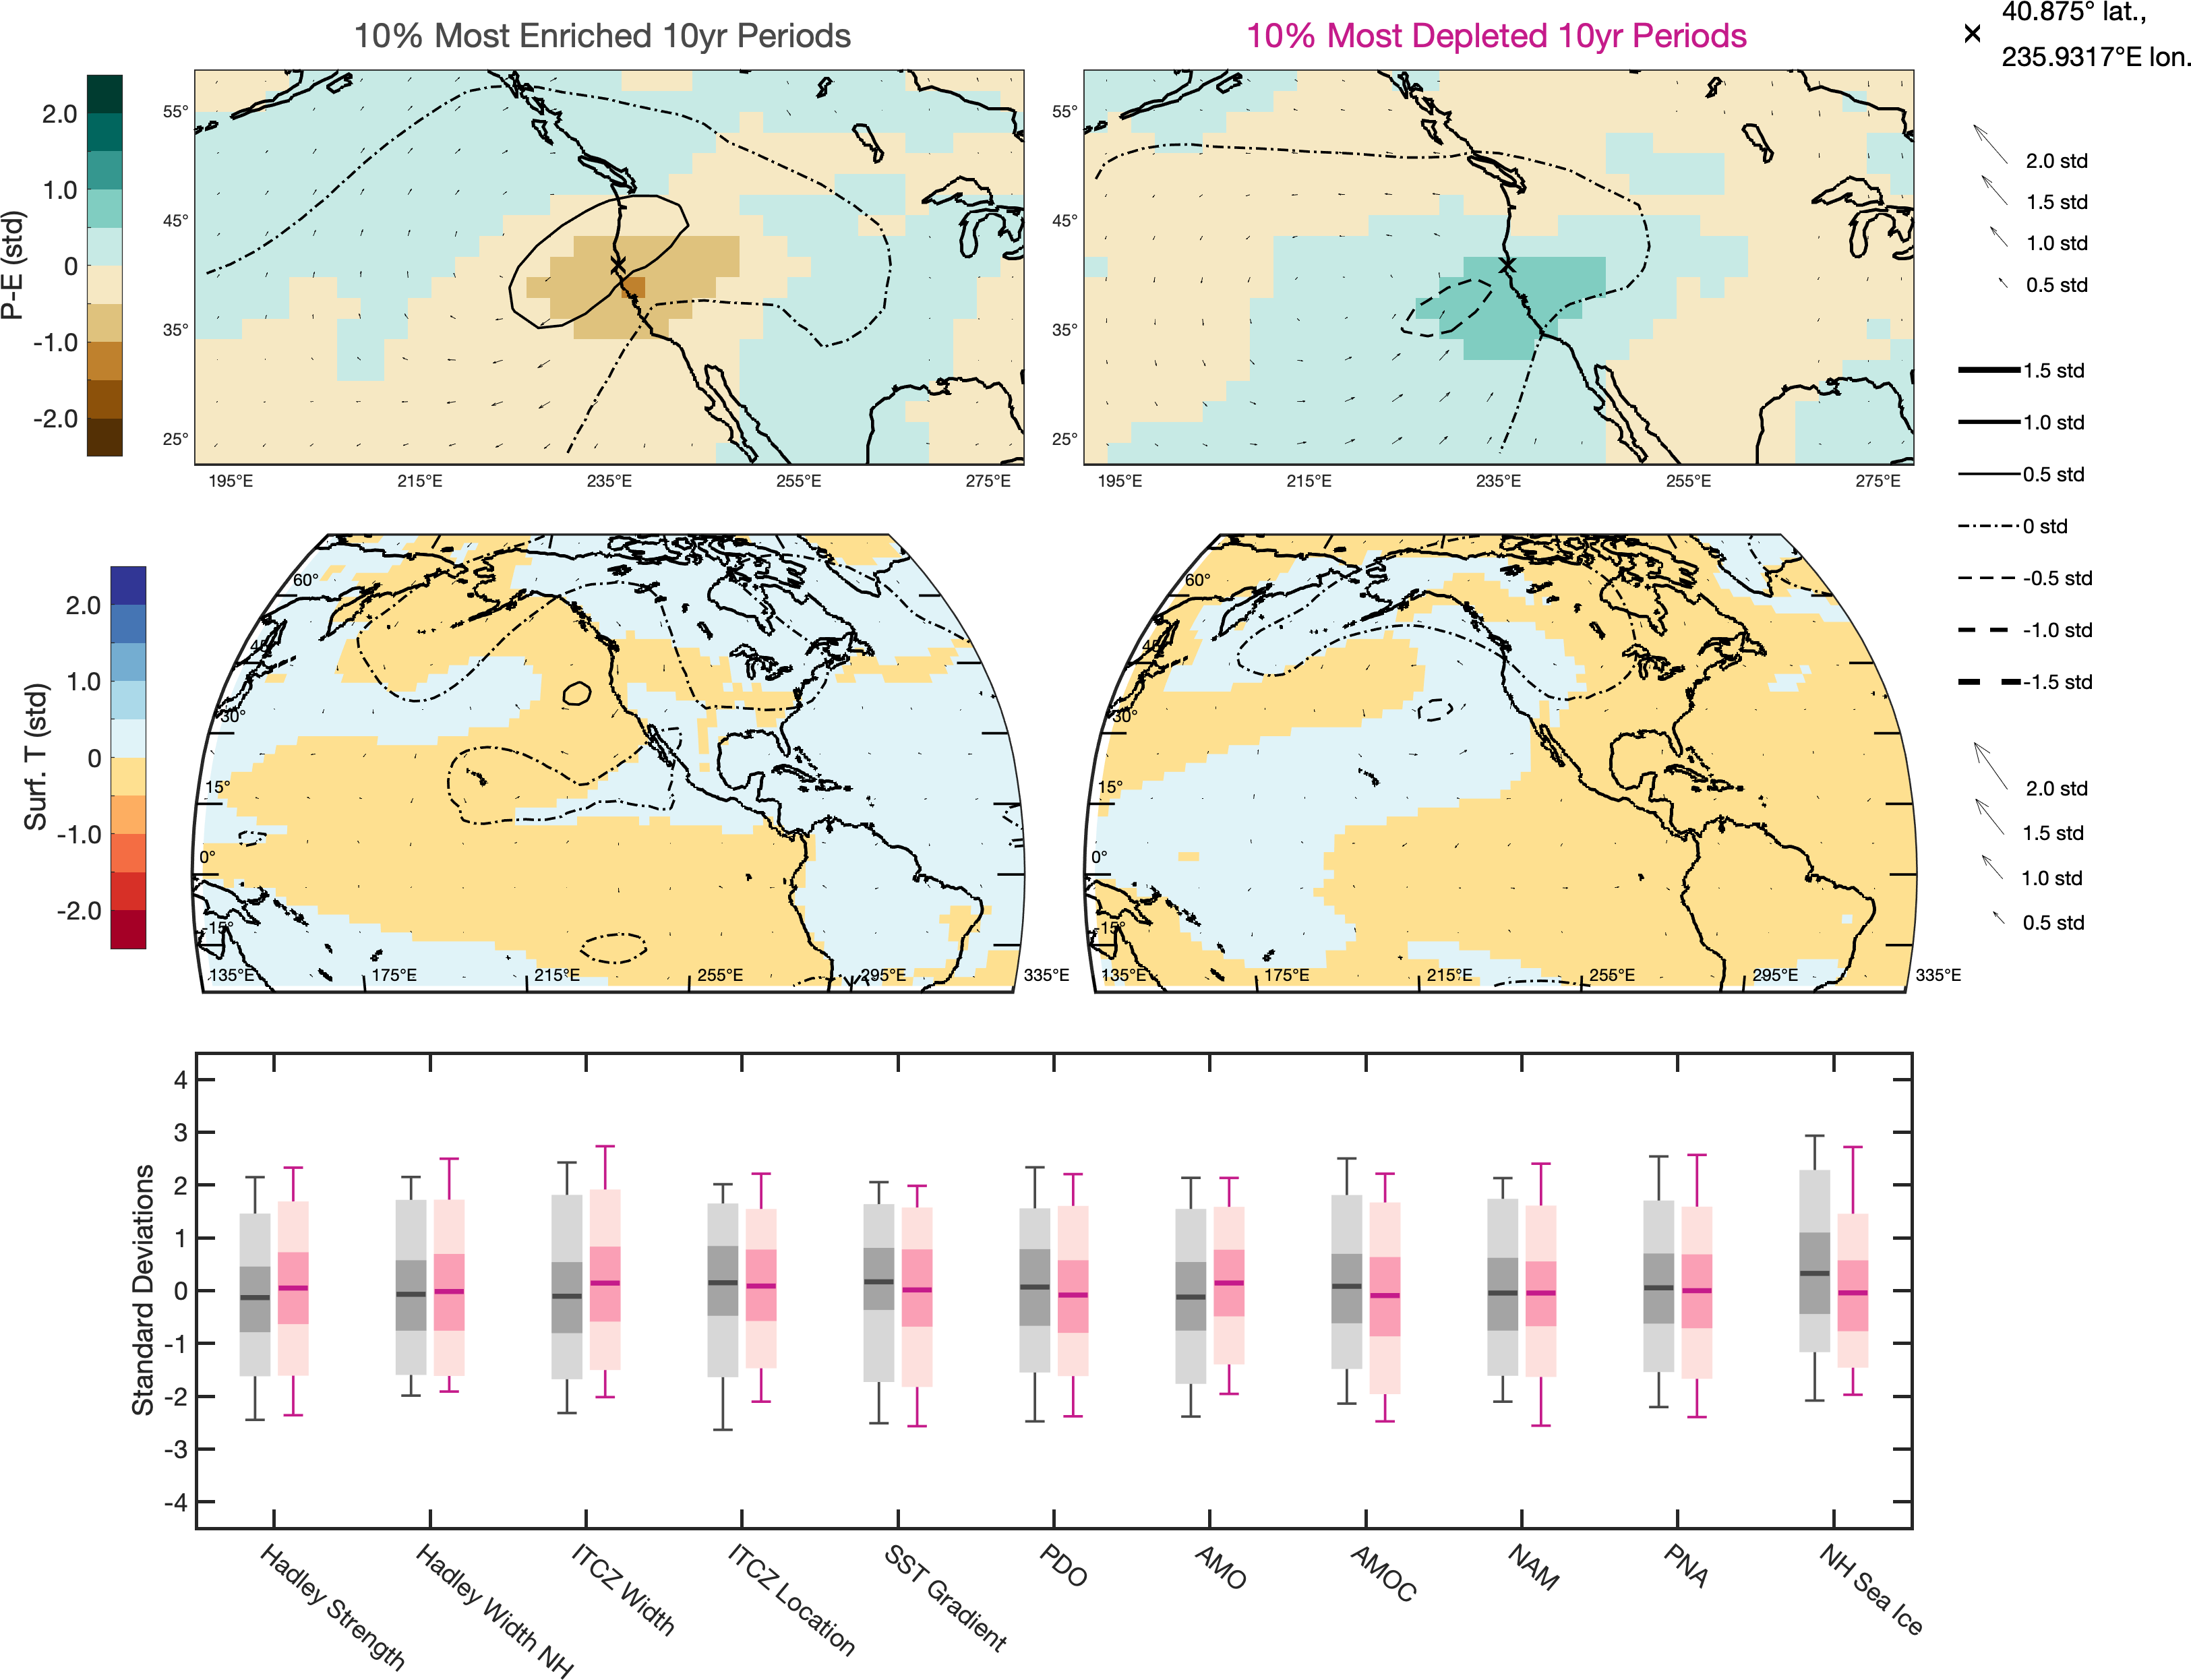 10% Most Enriched 10yr Periods
10% Most Depleted 10yr Periods
40.875° lat.,
235.9317°E lon.
P-E (std)
2.0
1.0
0
-1.0
-2.0
55°
45°
35°
25°
195°E 215°E 235°E 255°E 275°E
55°
45°
35°
25°
195°E 215°E 235°E 255°E 275°E
2.0 std
1.5 std
1.0 std
0.5 std
1.5 std
1.0 std
0.5 std
0 std
-0.5 std
-1.0 std
-1.5 std
Surf. T (std)
2.0
1.0
0
-1.0
-2.0
60°
45°
30°
15°
0°
-15°
135°E 175°E 215°E 255°E 295°E 335°E
60°
45°
30°
15°
0°
-15°
135°E 175°E 215°E 255°E 295°E 335°E
2.0 std
1.5 std
1.0 std
0.5 std
Standard Deviations
4
3
2
1
0
-1
-2
-3
-4
Hadley Strength
Hadley Width NH
ITCZ Width
ITCZ Location
SST Gradient
PDO
AMO
AMOC
NAM
PNA
NH Sea Ice